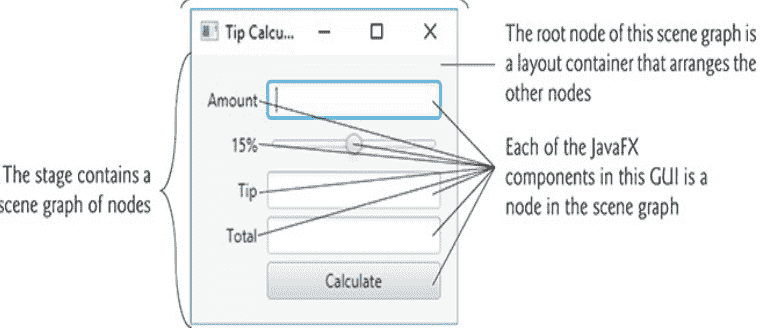 Tip Calcu...
The root node of this scene graph is
a layout container that arranges the
other nodes
Amount
15%
Tip
Total
Calculate
Each of the JavaFX
components in this GUI is a
node in the scene graph
The stage contains a
scene graph of nodes